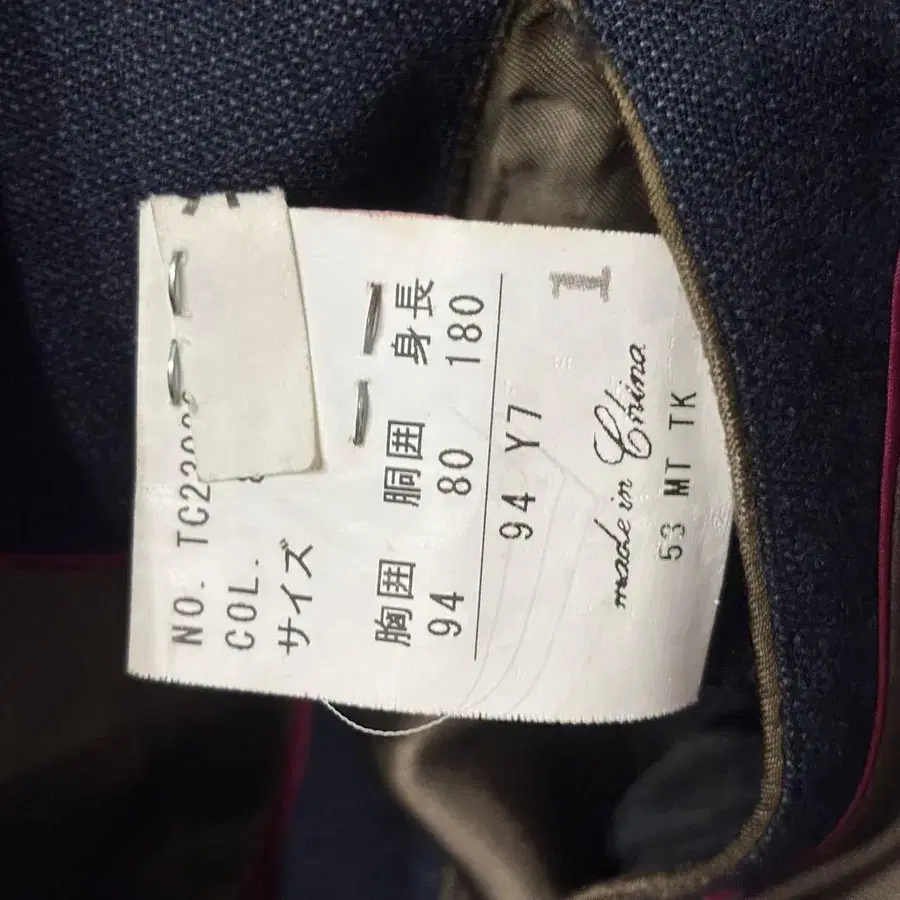 NO. TC22
COL.
サイズ
胸囲 胴囲 身長
94 80 180
94 Y7
1
made in China
53 MT TK